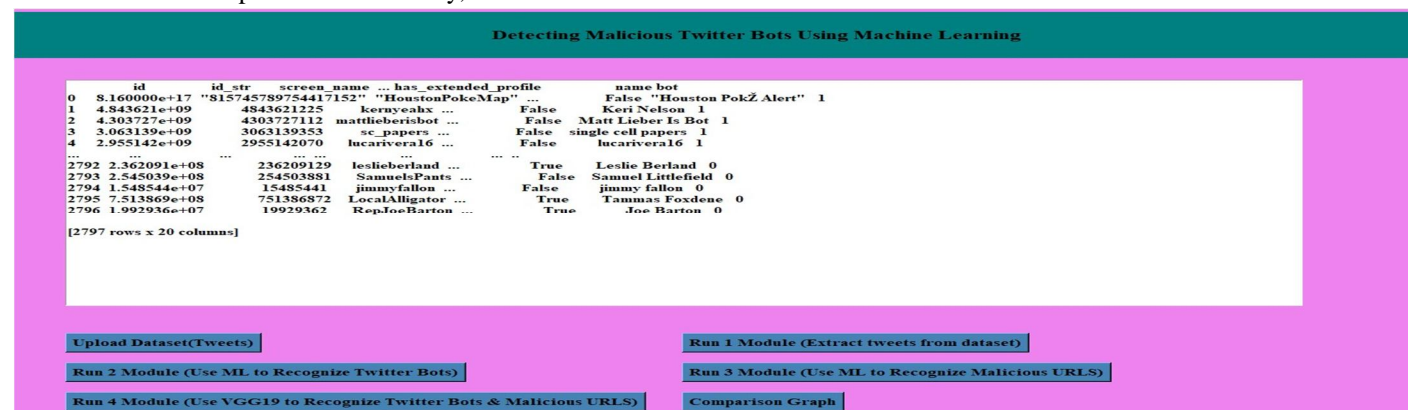 Detecting Malicious Twitter Bots Using Machine Learning
id id_str screen_name ... has_extended_profile name bot
0 8.160000e+17 "815745789754417152" "HoustonPokeMap" ... False "Houston PokŽ Alert" 1
1 4.843621e+09 4843621225 kernyeahx ... False Keri Nelson 1
2 4.303727e+09 4303727112 mattlieberisbot ... False Matt Lieber Is Bot 1
3 3.063139e+09 3063139353 sc_papers ... False single cell papers 1
4 2.955142e+09 2955142070 lucarivera16 ... False lucarivera16 1
... ... ... ... ... ... ..
2792 2.362091e+08 236209129 leslieberland ... True Leslie Berland 0
2793 2.545039e+08 254503881 SamuelsPants ... False Samuel Littlefield 0
2794 1.548544e+07 15485441 jimmyfallon ... False jimmy fallon 0
2795 7.513869e+08 751386872 LocalAlligator ... True Tammas Foxdene 0
2796 1.992936e+07 19929362 RepJoeBarton ... True Joe Barton 0
[2797 rows x 20 columns]
Upload Dataset(Tweets) Run 1 Module (Extract tweets from dataset)
Run 2 Module (Use ML to Recognize Twitter Bots) Run 3 Module (Use ML to Recognize Malicious URLS)
Run 4 Module (Use VGG19 to Recognize Twitter Bots & Malicious URLS) Comparison Graph